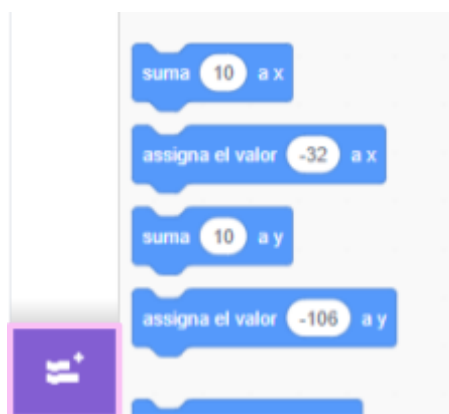 suma 10 a x
assigna el valor -32 a x
suma 10 a y
assigna el valor -106 a y